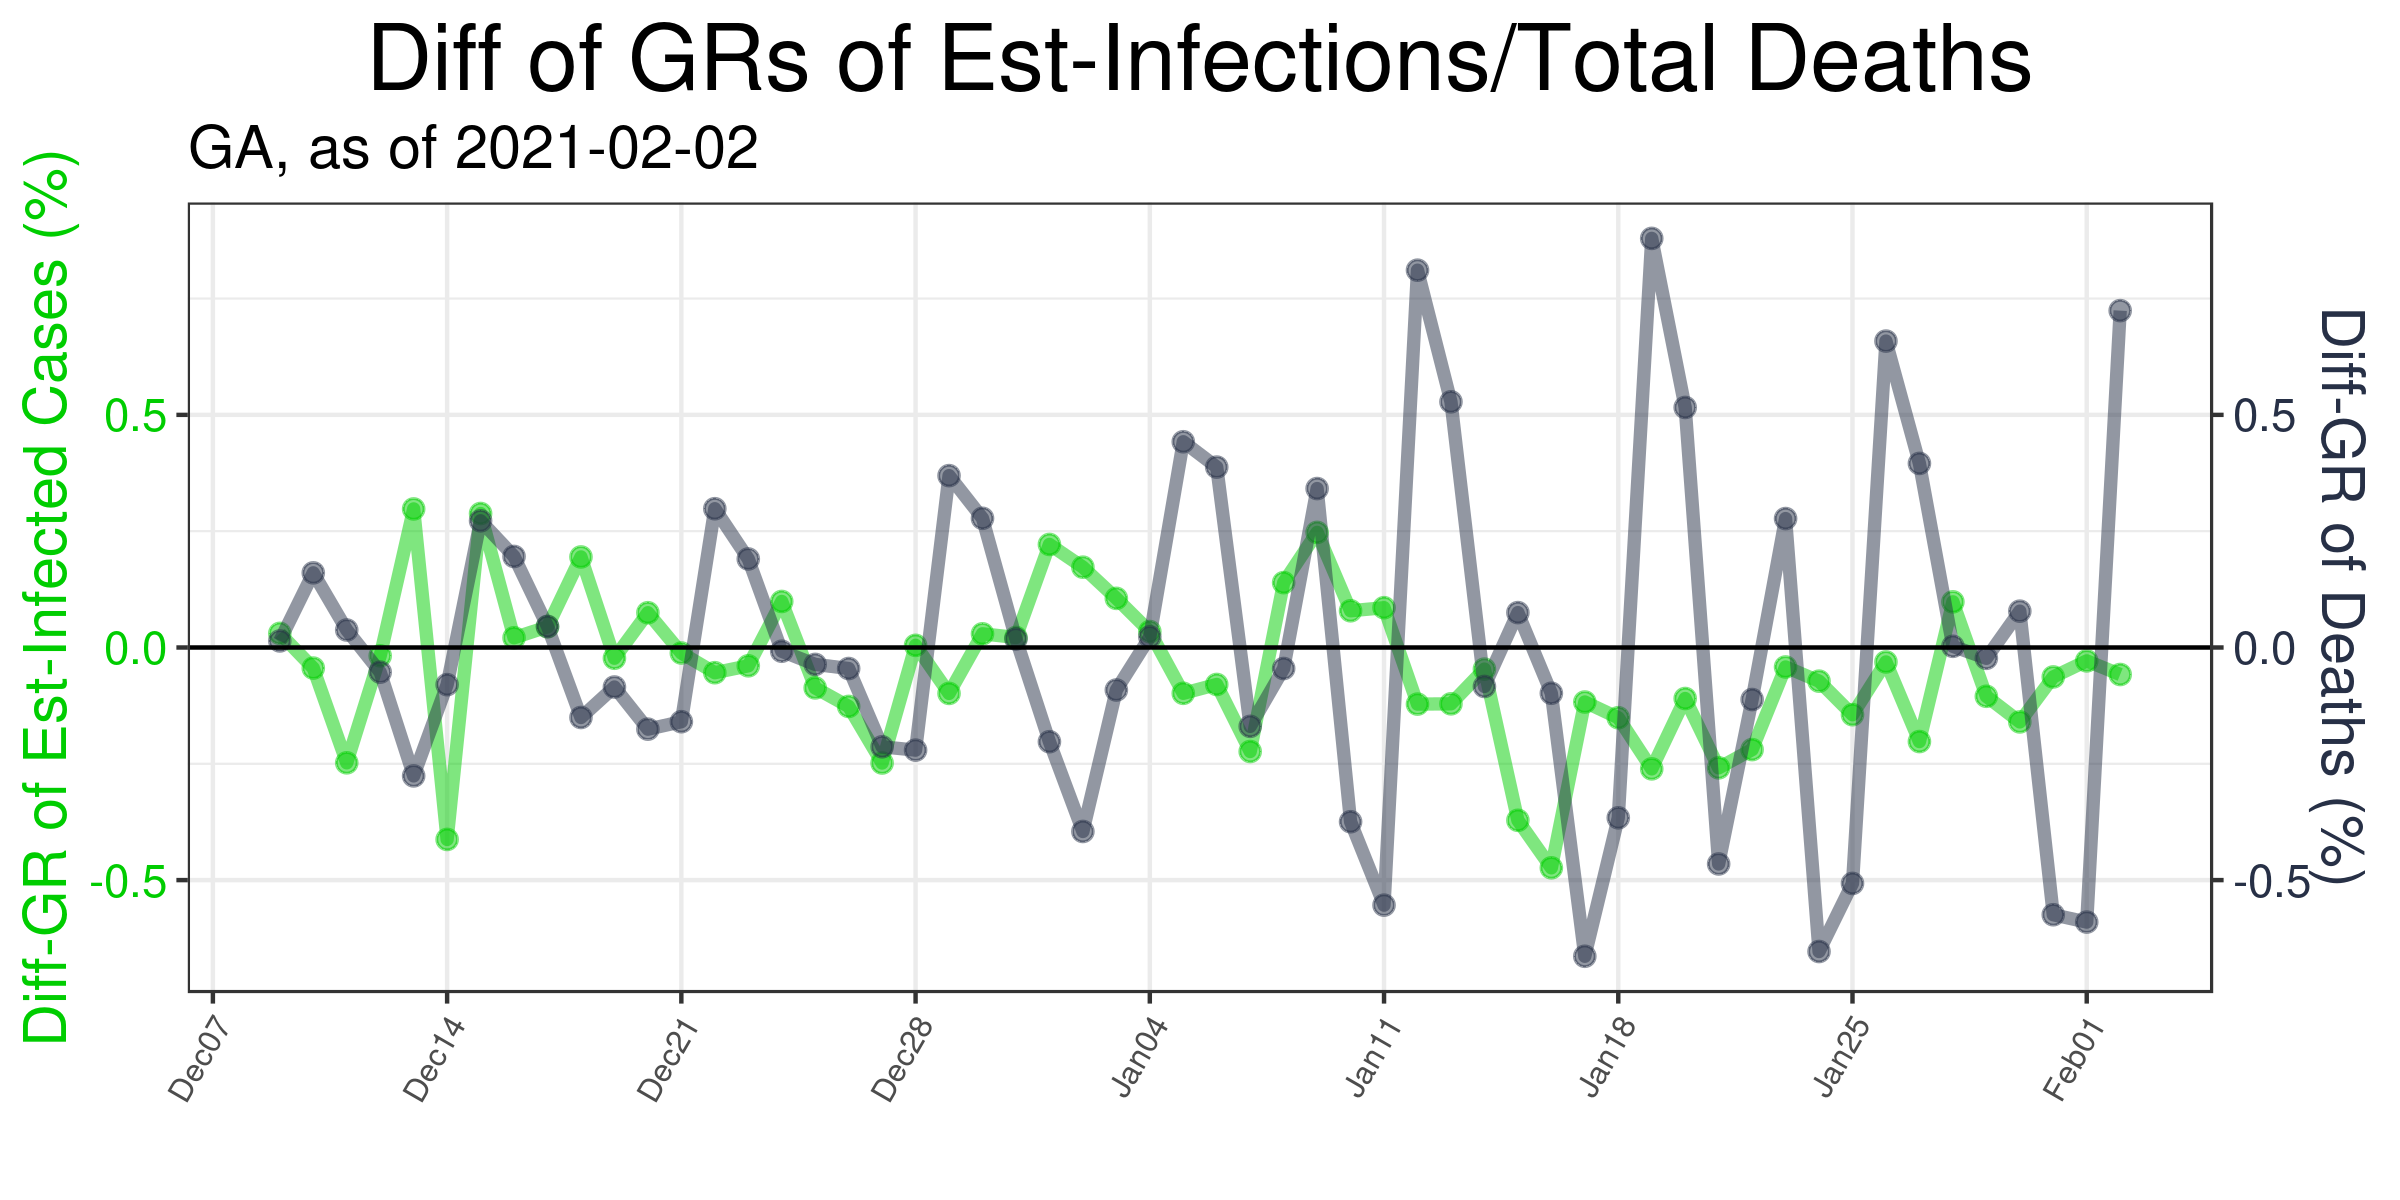 Diff of GRs of Est-Infections/Total Deaths
GA, as of 2021-02-02
Diff-GR of Est-Infected Cases (%)
0.5
0.0
-0.5
0.5
0.0
-0.5
Diff-GR of Deaths (%)
Dec07
Dec14
Dec21
Dec28
Jan04
Jan11
Jan18
Jan25
Feb01